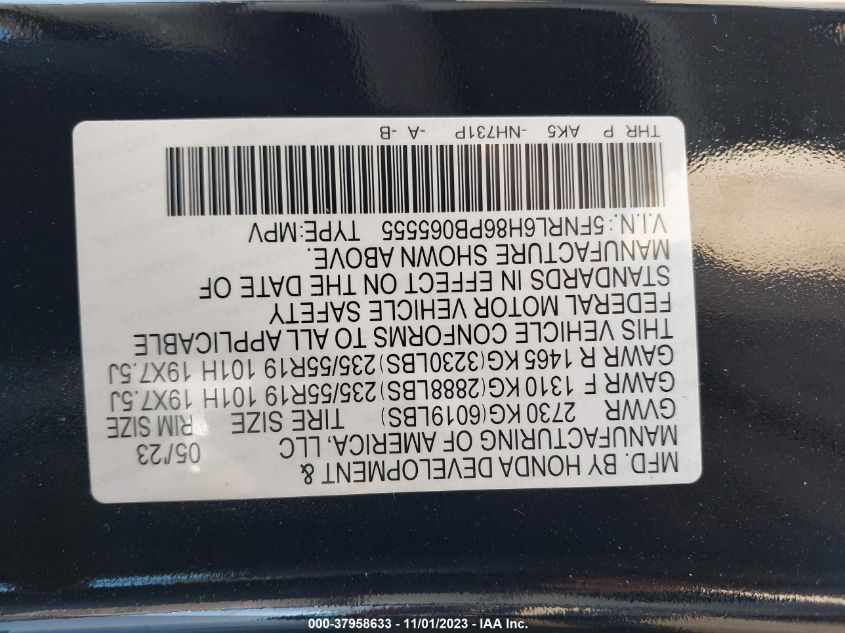 MFD. BY HONDA DEVELOPMENT &
MANUFACTURING OF AMERICA, LLC 05/'23
GVWR 2730 KG(6019LBS) TIRE SIZE RIM SIZE
GAWR F 1310 KG(2888LBS) 235/55R19 101H 19X7.5J
GAWR R 1465 KG(3230LBS) 235/55R19 101H 19X7.5J
THIS VEHICLE CONFORMS TO ALL APPLICABLE
FEDERAL MOTOR VEHICLE SAFETY
STANDARDS IN EFFECT ON THE DATE OF
MANUFACTURE SHOWN ABOVE.
V.I.N.:5FNRL6H86PB065555 TYPE:MPV
THR P AK5 -NH731P -A -B
000-37958633 - 11/01/2023 - IAA Inc.